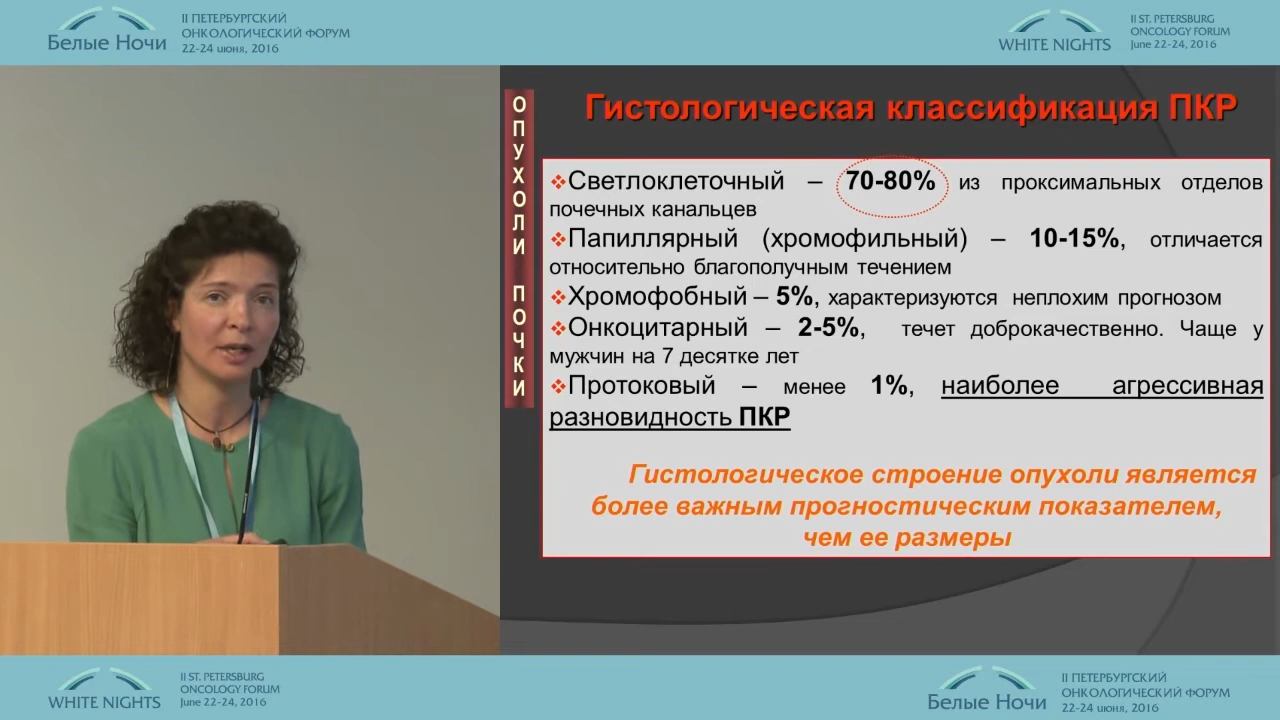 II ПЕТЕРБУРГСКИЙ
ОНКОЛОГИЧЕСКИЙ ФОРУМ
Белые Ночи
22-24 июня, 2016
II ST. PETERSBURG
ONCOLOGY FORUM
WHITE NIGHTS
June 22-24, 2016
ОПУХОЛИ ПОЧКИ
Гистологическая классификация ПКР
❖Светлоклеточный – 70-80% из проксимальных отделов
почечных канальцев
❖Папиллярный (хромофильный) – 10-15%, отличается
относительно благополучным течением
❖Хромофобный – 5%, характеризуются неплохим прогнозом
❖Онкоцитарный – 2-5%, течет доброкачественно. Чаще у
мужчин на 7 десятке лет
❖Протоковый – менее 1%, наиболее агрессивная
разновидность ПКР
Гистологическое строение опухоли является
более важным прогностическим показателем,
чем ее размеры
II ST. PETERSBURG
ONCOLOGY FORUM
WHITE NIGHTS
June 22-24, 2016
II ПЕТЕРБУРГСКИЙ
ОНКОЛОГИЧЕСКИЙ ФОРУМ
Белые Ночи
22-24 июня, 2016